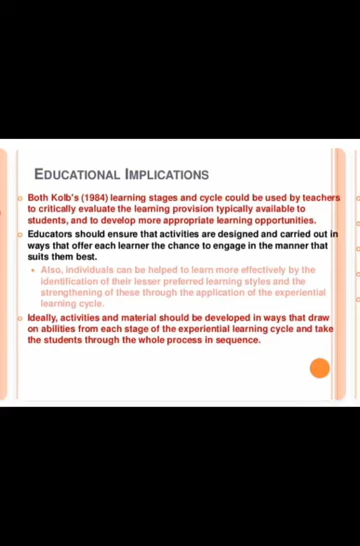 EDUCATIONAL IMPLICATIONS
Both Kolb's (1984) learning stages and cycle could be used by teachers
to critically evaluate the learning provision typically available to
students, and to develop more appropriate learning opportunities.
Educators should ensure that activities are designed and carried out in
ways that offer each learner the chance to engage in the manner that
suits them best.
Also, individuals can be helped to learn more effectively by the
identification of their lesser preferred learning styles and the
strengthening of these through the application of the experiential
learning cycle.
Ideally, activities and material should be developed in ways that draw
on abilities from each stage of the experiential learning cycle and take
the students through the whole process in sequence.